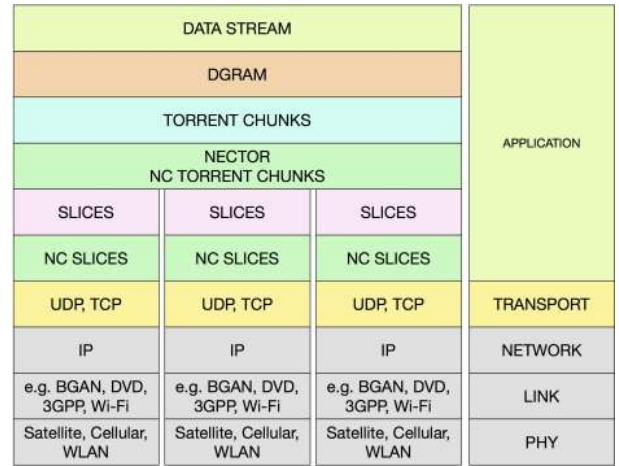 DATA STREAM
DGRAM
TORRENT CHUNKS
APPLICATION
NECTOR
NC TORRENT CHUNKS
SLICES SLICES SLICES
NC SLICES NC SLICES NC SLICES
UDP, TCP UDP, TCP UDP, TCP TRANSPORT
IP IP IP NETWORK
e.g. BGAN, DVD, e.g. BGAN, DVD, e.g. BGAN, DVD, LINK
3GPP, Wi-Fi 3GPP, Wi-Fi 3GPP, Wi-Fi
Satellite, Cellular, Satellite, Cellular, Satellite, Cellular, PHY
WLAN WLAN WLAN